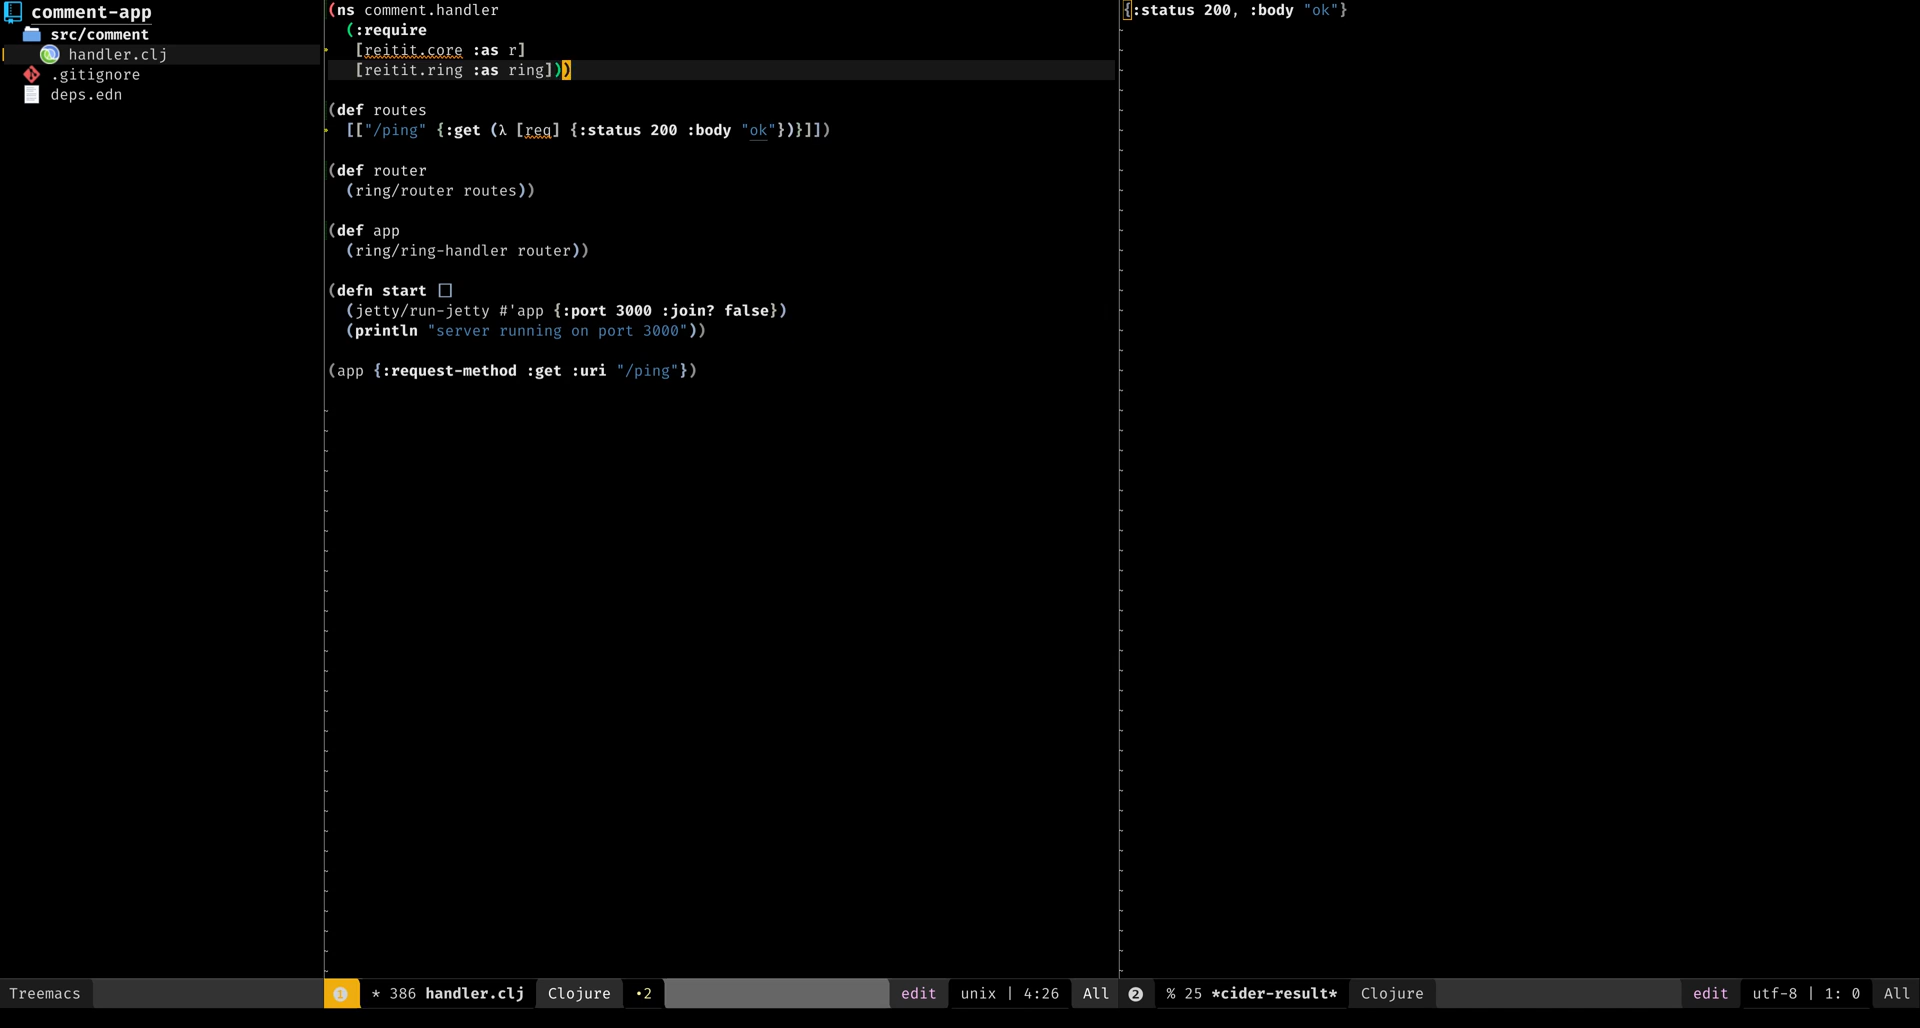 comment-app
src/comment
handler.clj
.gitignore
deps.edn
(ns comment.handler
(:require
[reitit.core :as r]
[reitit.ring :as ring]))
(def routes
[["/ping" {:get (λ [req] {:status 200 :body "ok"})}]])
(def router
(ring/router routes))
(def app
(ring/ring-handler router))
(defn start []
(jetty/run-jetty #'app {:port 3000 :join? false})
(println "server running on port 3000"))
(app {:request-method :get :uri "/ping"})
{:status 200, :body "ok"}
Treemacs
1 * 386 handler.clj Clojure •2 edit unix | 4:26 All
2 % 25 *cider-result* Clojure edit utf-8 | 1: 0 All